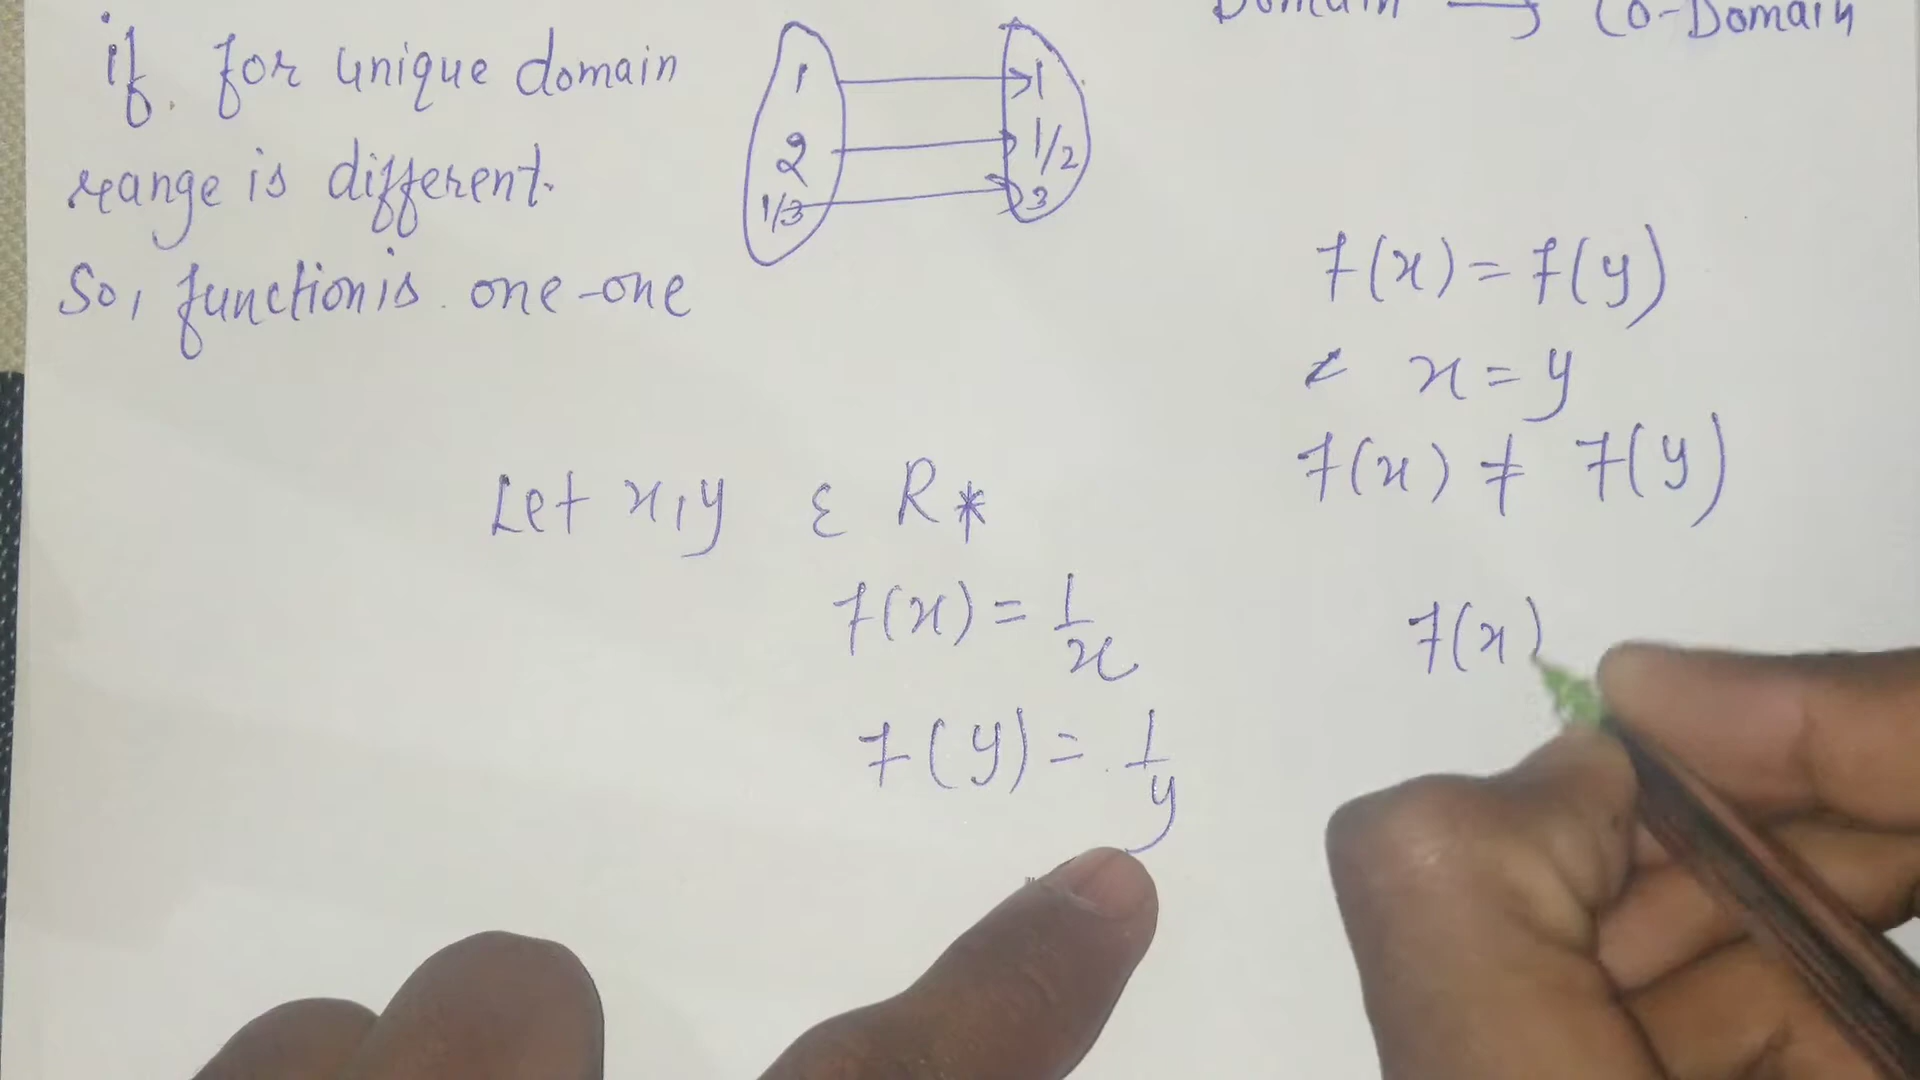 Domain → Co-Domain
if for unique domain
range is different.
So, function is one-one
1 → 1
2 → 1/2
1/3 → 3
f(x) = f(y)
x = y
f(x) ≠ f(y)
Let x, y ε R*
f(x) = 1/x
f(y) = 1/y
f(x)